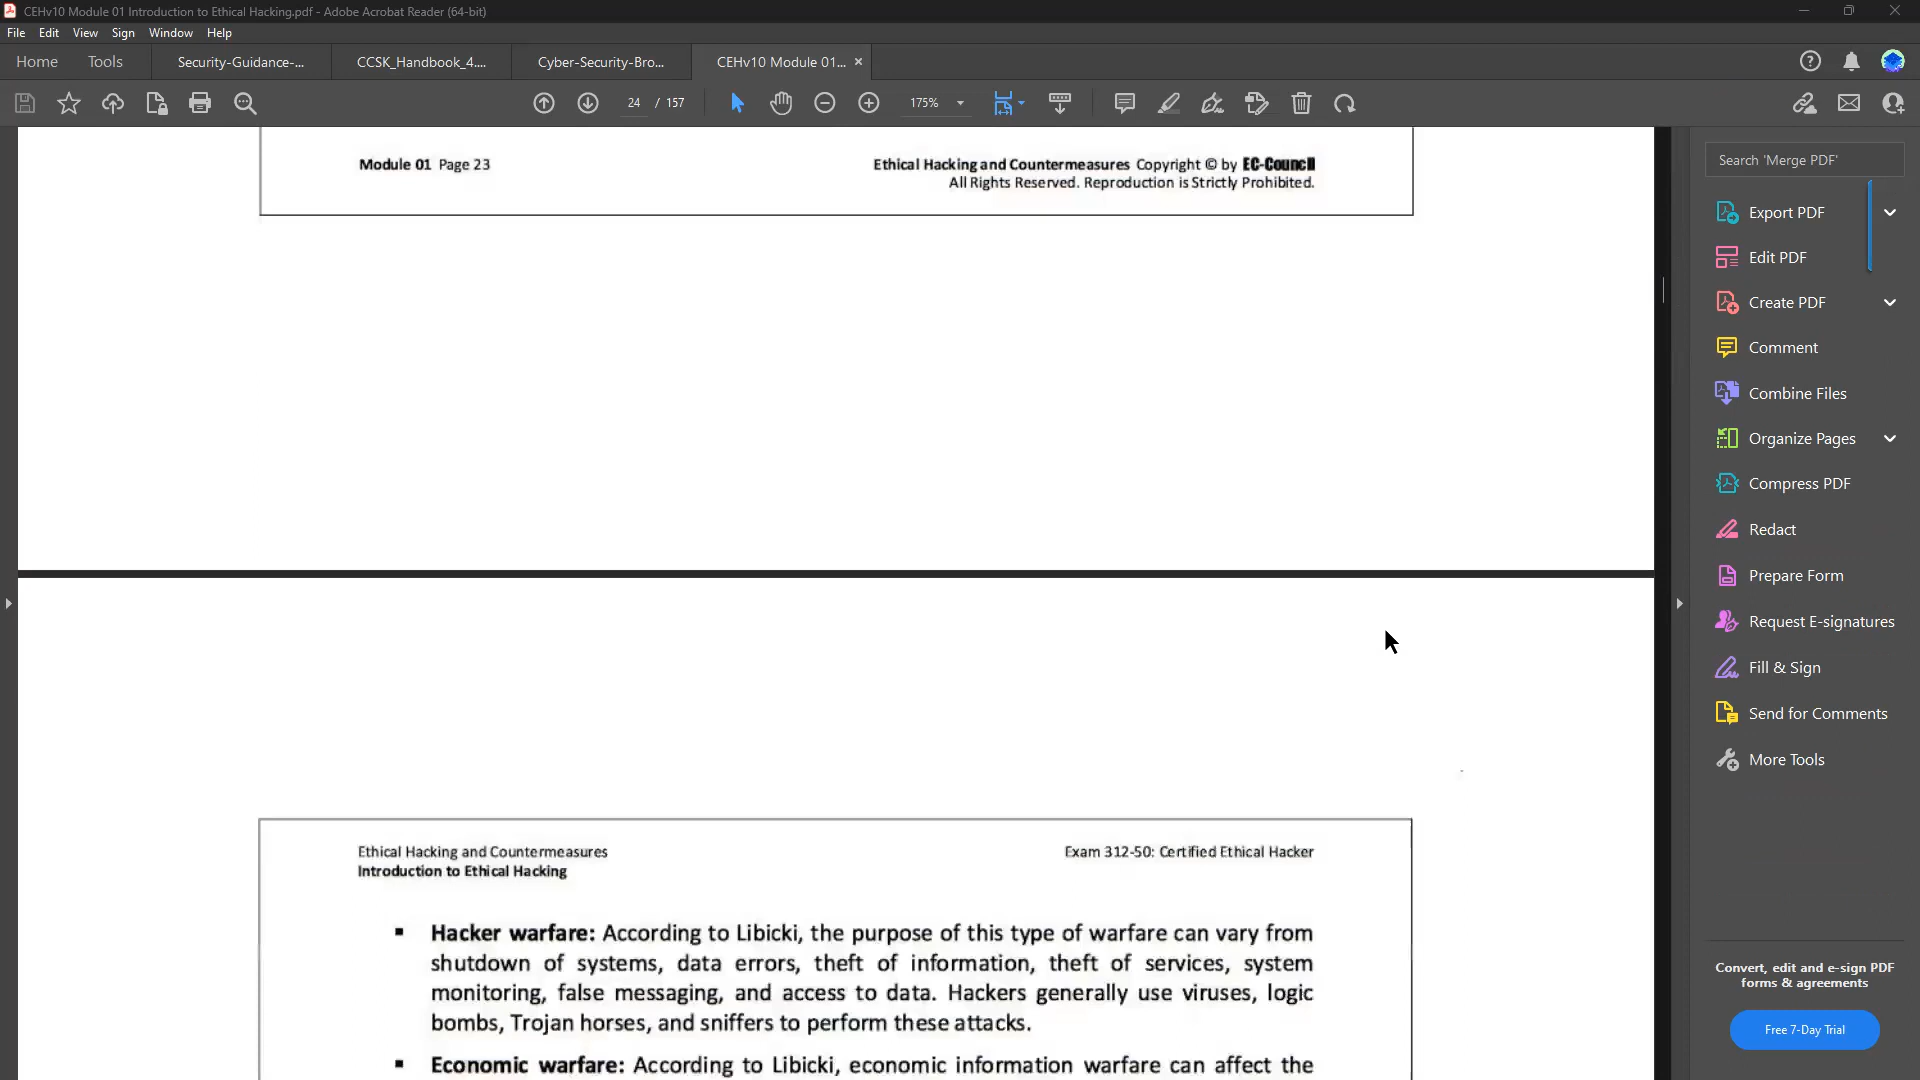 CEHv10 Module 01 Introduction to Ethical Hacking.pdf - Adobe Acrobat Reader (64-bit)
File Edit View Sign Window Help
Home Tools Security-Guidance-... CCSK_Handbook_4.... Cyber-Security-Bro... CEHv10 Module 01... ×
24 / 157 175%
Module 01 Page 23
Ethical Hacking and Countermeasures Copyright © by EC-Council
All Rights Reserved. Reproduction is Strictly Prohibited.
Ethical Hacking and Countermeasures
Introduction to Ethical Hacking
Exam 312-50: Certified Ethical Hacker
▪ Hacker warfare: According to Libicki, the purpose of this type of warfare can vary from
shutdown of systems, data errors, theft of information, theft of services, system
monitoring, false messaging, and access to data. Hackers generally use viruses, logic
bombs, Trojan horses, and sniffers to perform these attacks.
▪ Economic warfare: According to Libicki, economic information warfare can affect the
Search 'Merge PDF'
Export PDF
Edit PDF
Create PDF
Comment
Combine Files
Organize Pages
Compress PDF
Redact
Prepare Form
Request E-signatures
Fill & Sign
Send for Comments
More Tools
Convert, edit and e-sign PDF
forms & agreements
Free 7-Day Trial